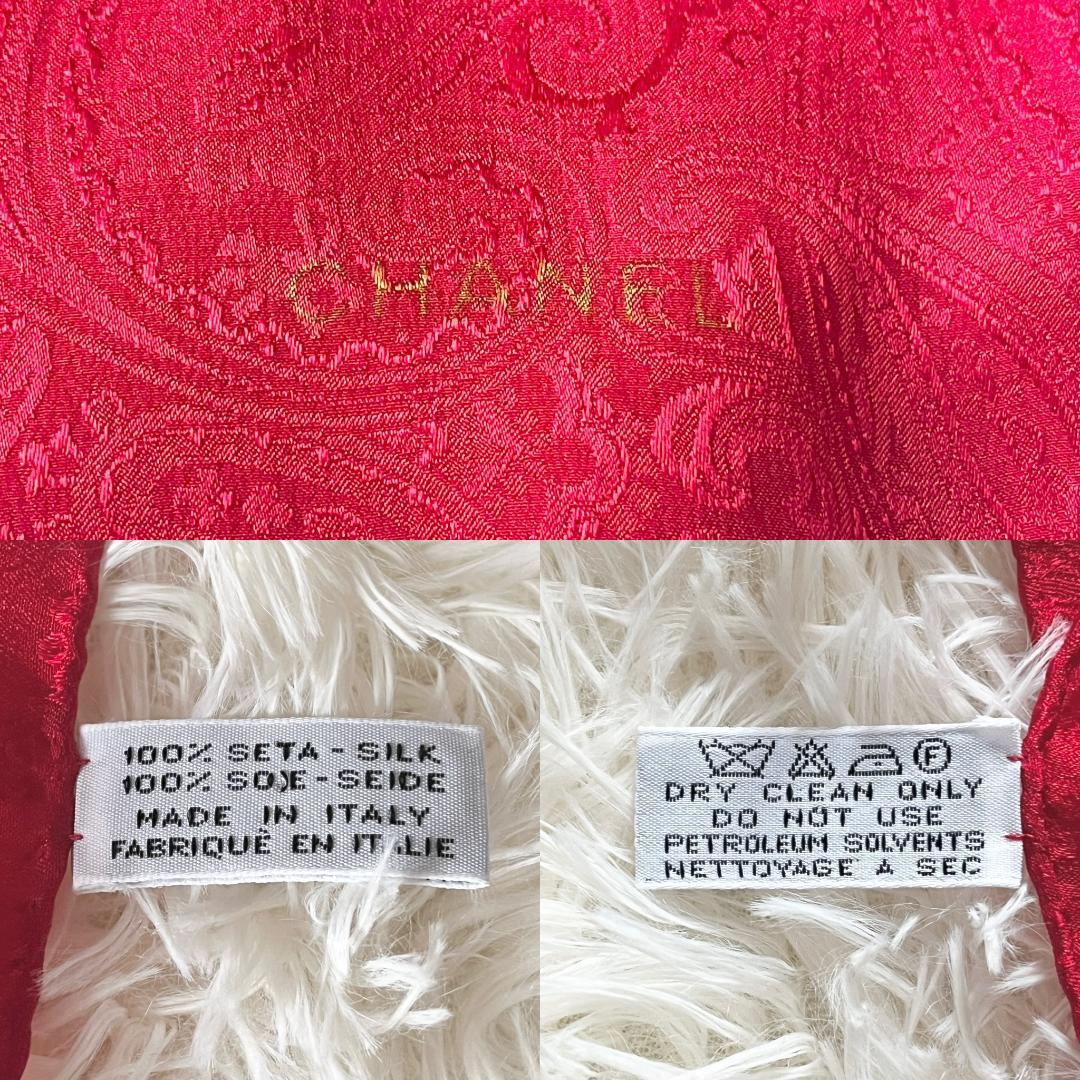 CHANEL
100% SETA - SILK
100% SOIE - SEIDE
MADE IN ITALY
FABRIQUÈ EN ITALIE
F
DRY CLEAN ONLY
DO NOT USE
PETROLEUM SOLVENTS
NETTOYAGE A SEC